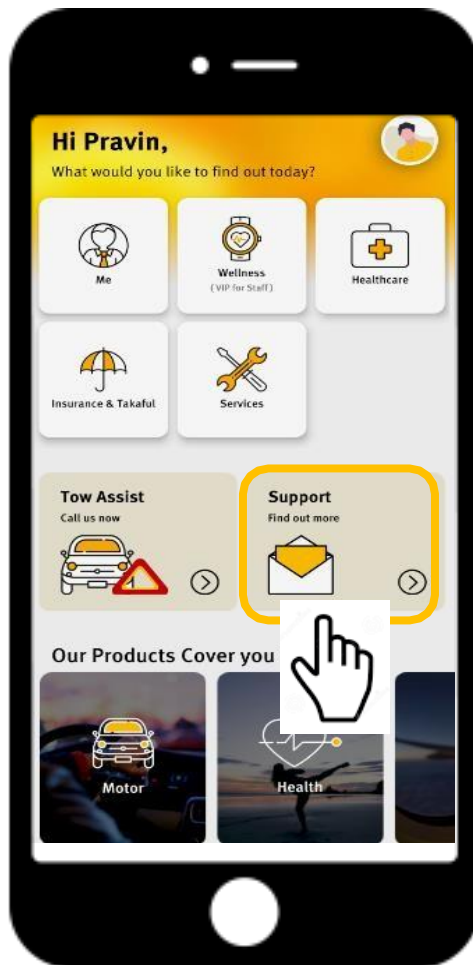 Hi Pravin,
What would you like to find out today?
Me
Wellness
(VIP for Staff)
Healthcare
Insurance & Takaful
Services
Tow Assist
Call us now
Support
Find out more
Our Products Cover you
Motor
Health